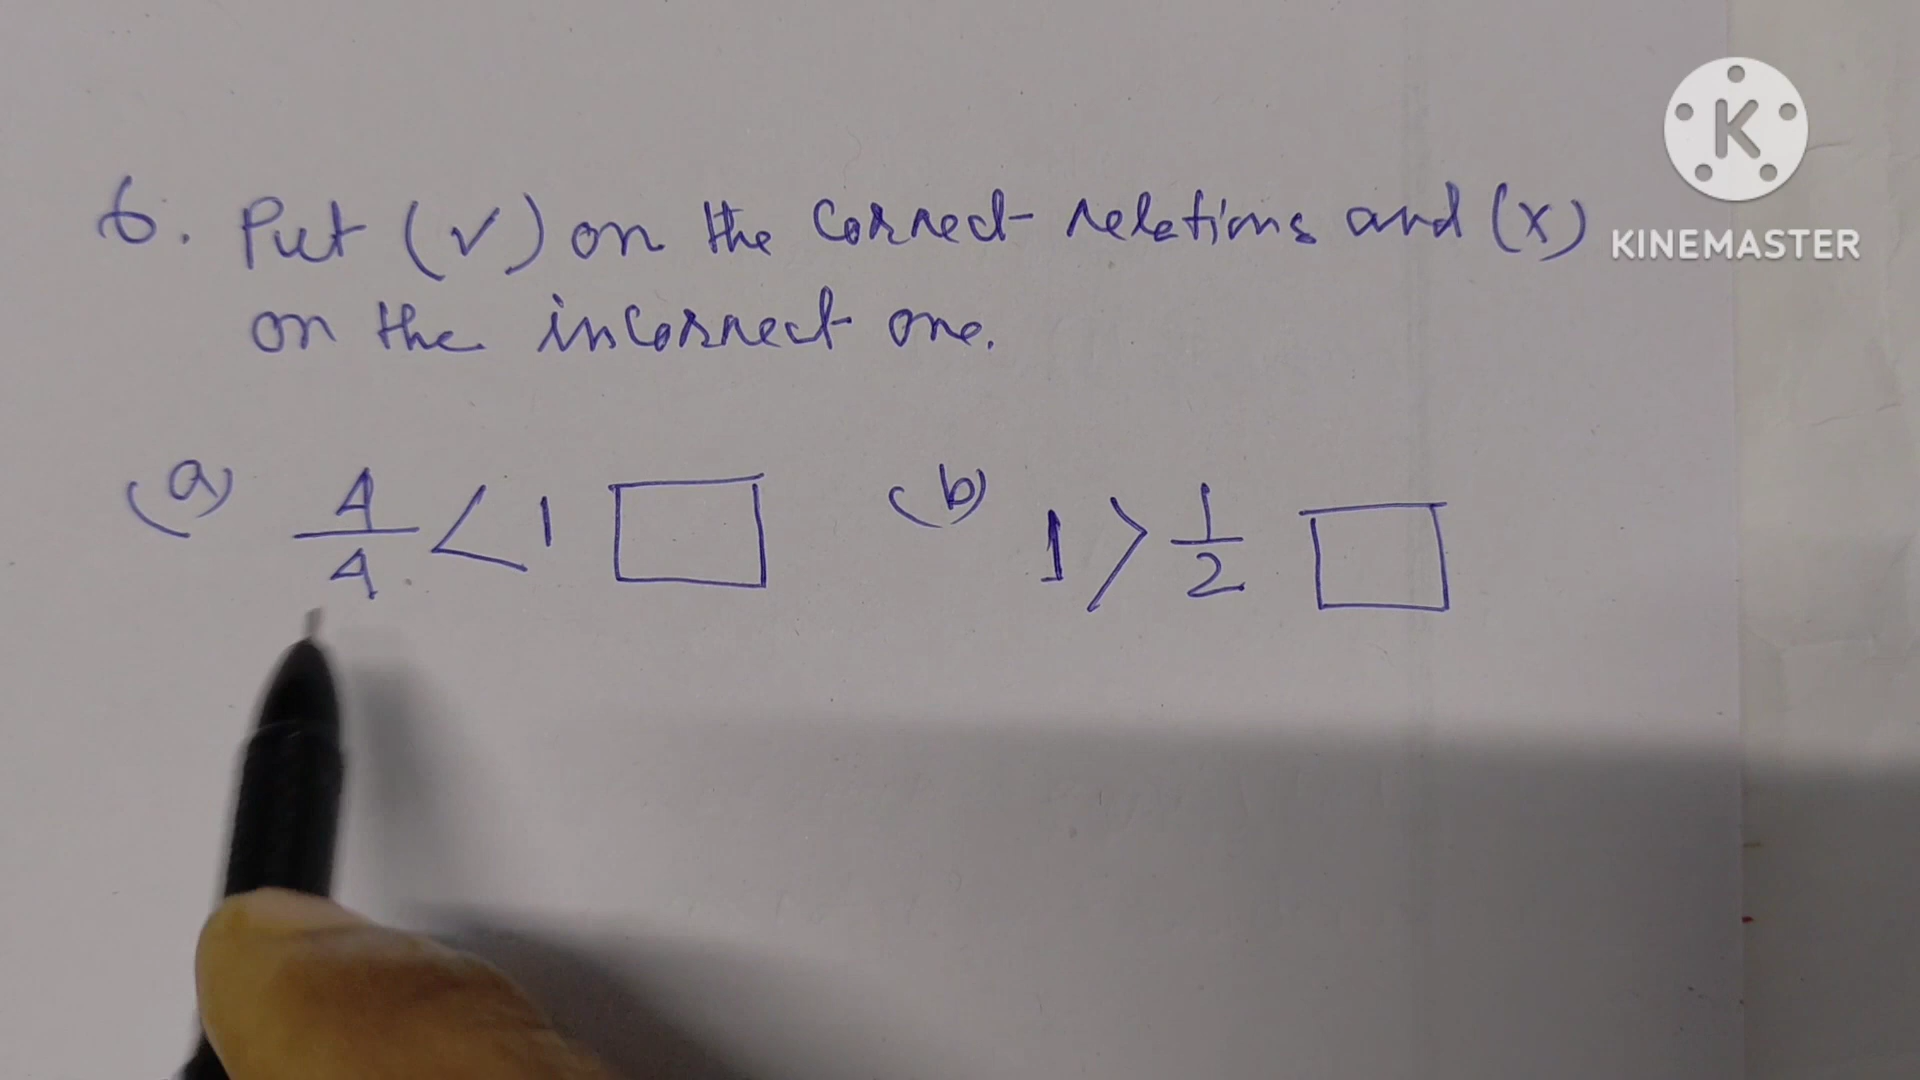 6. Put (✓) on the correct relations and (x)
on the incorrect one.
(a) 4/4 < 1 □ (b) 1 > 1/2 □
K
KINEMASTER